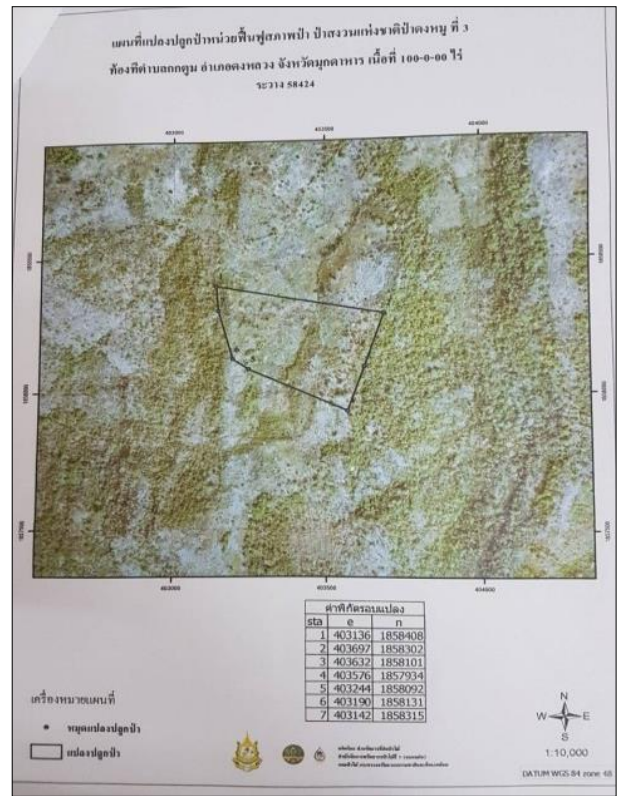 แผนที่แปลงปลูกป่าหน่วยฟื้นฟูสภาพป่า ป่าสงวนแห่งชาติป่าดงหมู ที่ 3
ท้องที่ตำบลกกตูม อำเภอดงหลวง จังหวัดมุกดาหาร เนื้อที่ 100-0-00 ไร่
ระวาง 58424
403000 403500 404000
403000 403500 404000
ค่าพิกัดรอบแปลง
sta e n
1 403136 1858408
2 403697 1858302
3 403632 1858101
4 403576 1857934
5 403244 1858092
6 403190 1858131
7 403142 1858315
เครื่องหมายแผนที่
หมุดแปลงปลูกป่า
แปลงปลูกป่า
N
W E
S
1:10,000
DATUM WGS 84 zone 48